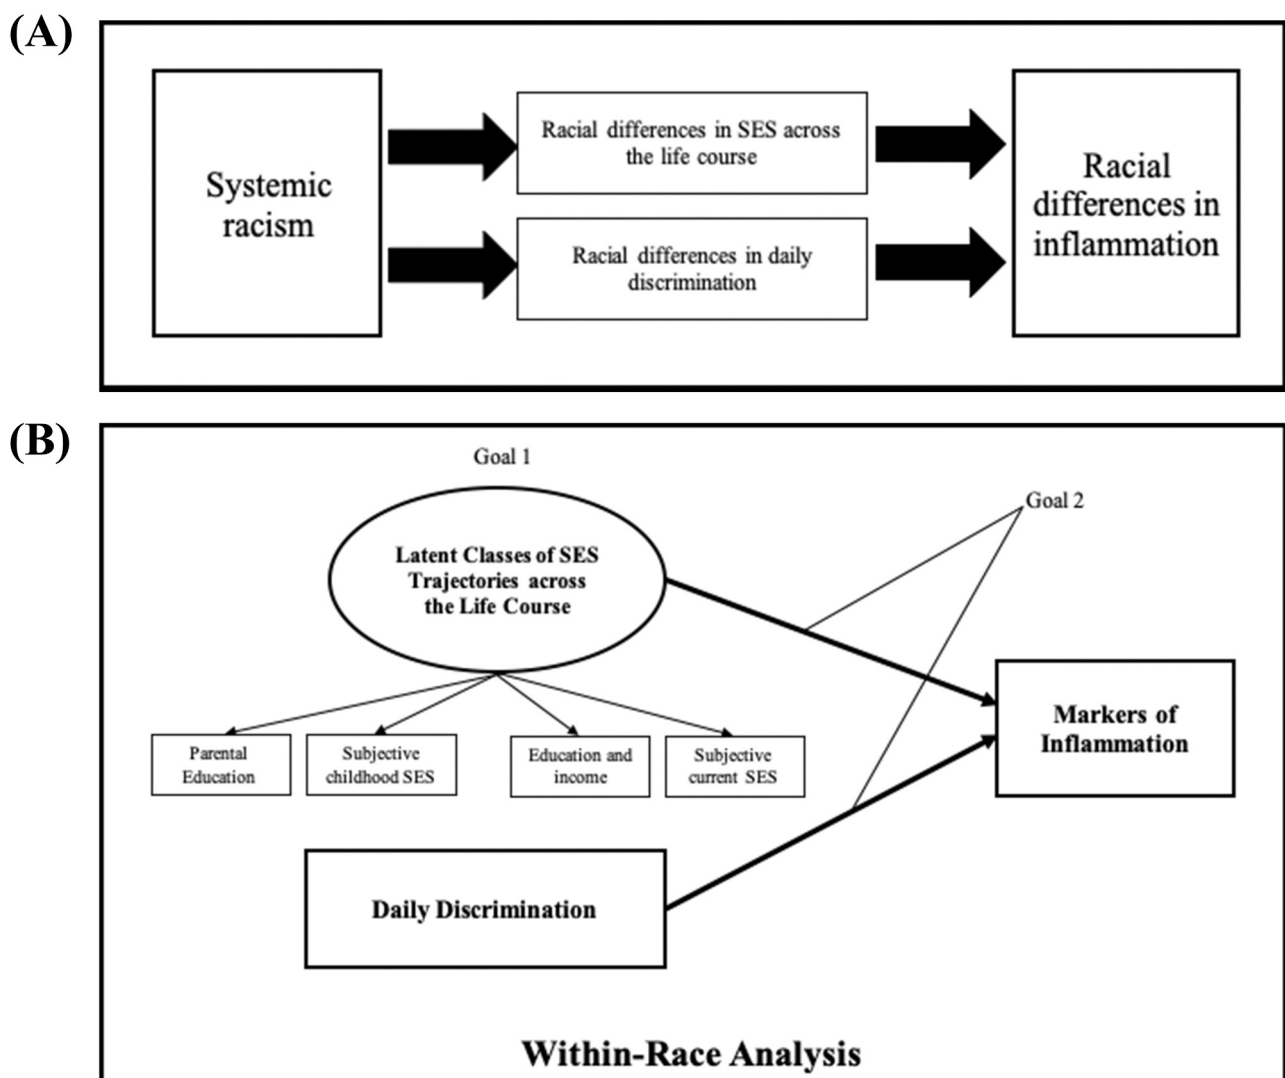 (A)
Systemic
racism
Racial differences in SES across
the life course
Racial differences in daily
discrimination
Racial
differences in
inflammation
(B)
Goal 1
Goal 2
Latent Classes of SES
Trajectories across
the Life Course
Parental
Education
Subjective
childhood SES
Education and
income
Subjective
current SES
Markers of
Inflammation
Daily Discrimination
Within-Race Analysis